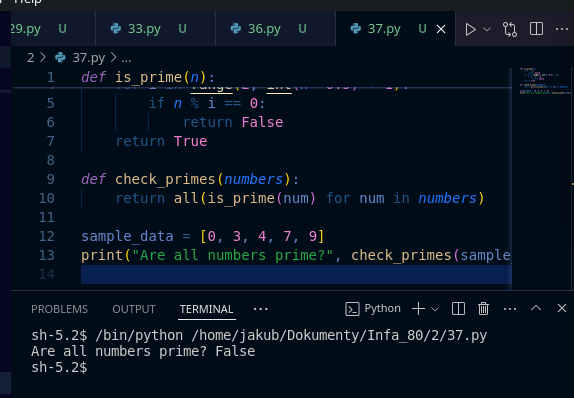 Help
29.py U 33.py U 36.py U 37.py U
2 > 37.py > ...
1 def is_prime(n):
5 if n % i == 0:
6 return False
7 return True
8
9 def check_primes(numbers):
10 return all(is_prime(num) for num in numbers)
11
12 sample_data = [0, 3, 4, 7, 9]
13 print("Are all numbers prime?", check_primes(sample
14
PROBLEMS OUTPUT TERMINAL ... Python
sh-5.2$ /bin/python /home/jakub/Dokumenty/Infa_80/2/37.py
Are all numbers prime? False
sh-5.2$